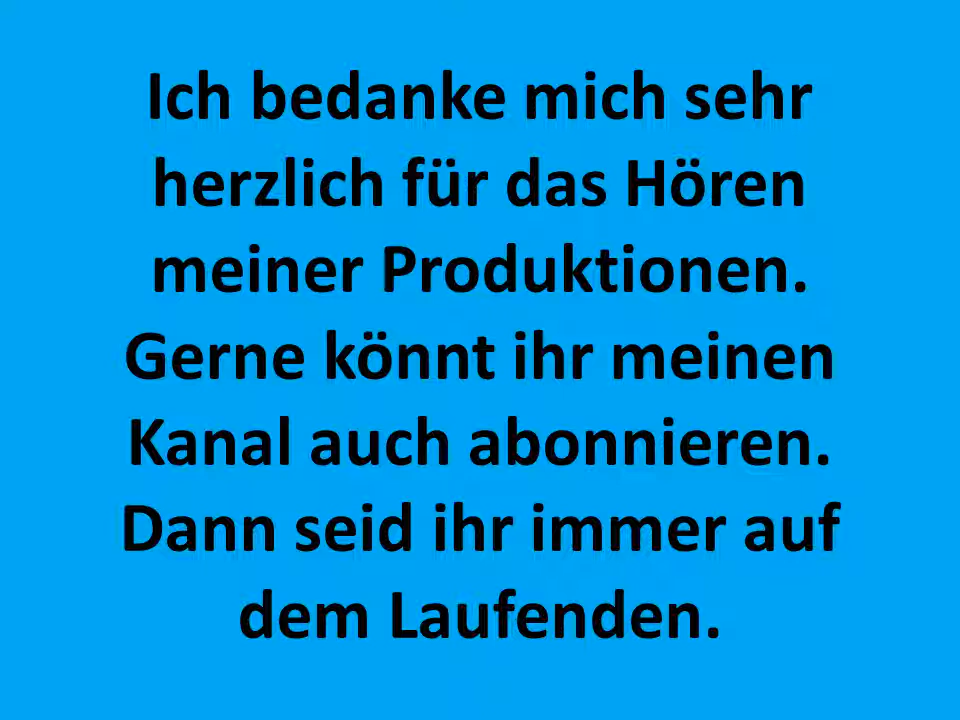 Ich bedanke mich sehr
herzlich für das Hören
meiner Produktionen.
Gerne könnt ihr meinen
Kanal auch abonnieren.
Dann seid ihr immer auf
dem Laufenden.